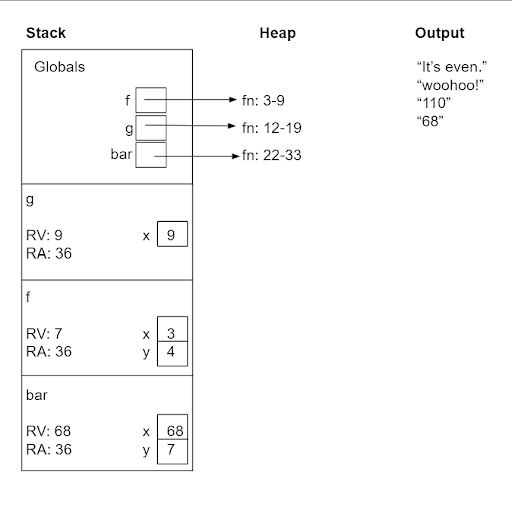 Stack Heap Output
Globals
f fn: 3-9
g fn: 12-19
bar fn: 22-33
“It’s even.”
“woohoo!”
“110”
“68”
g
RV: 9 x 9
RA: 36
f
RV: 7 x 3
RA: 36 y 4
bar
RV: 68 x 68
RA: 36 y 7